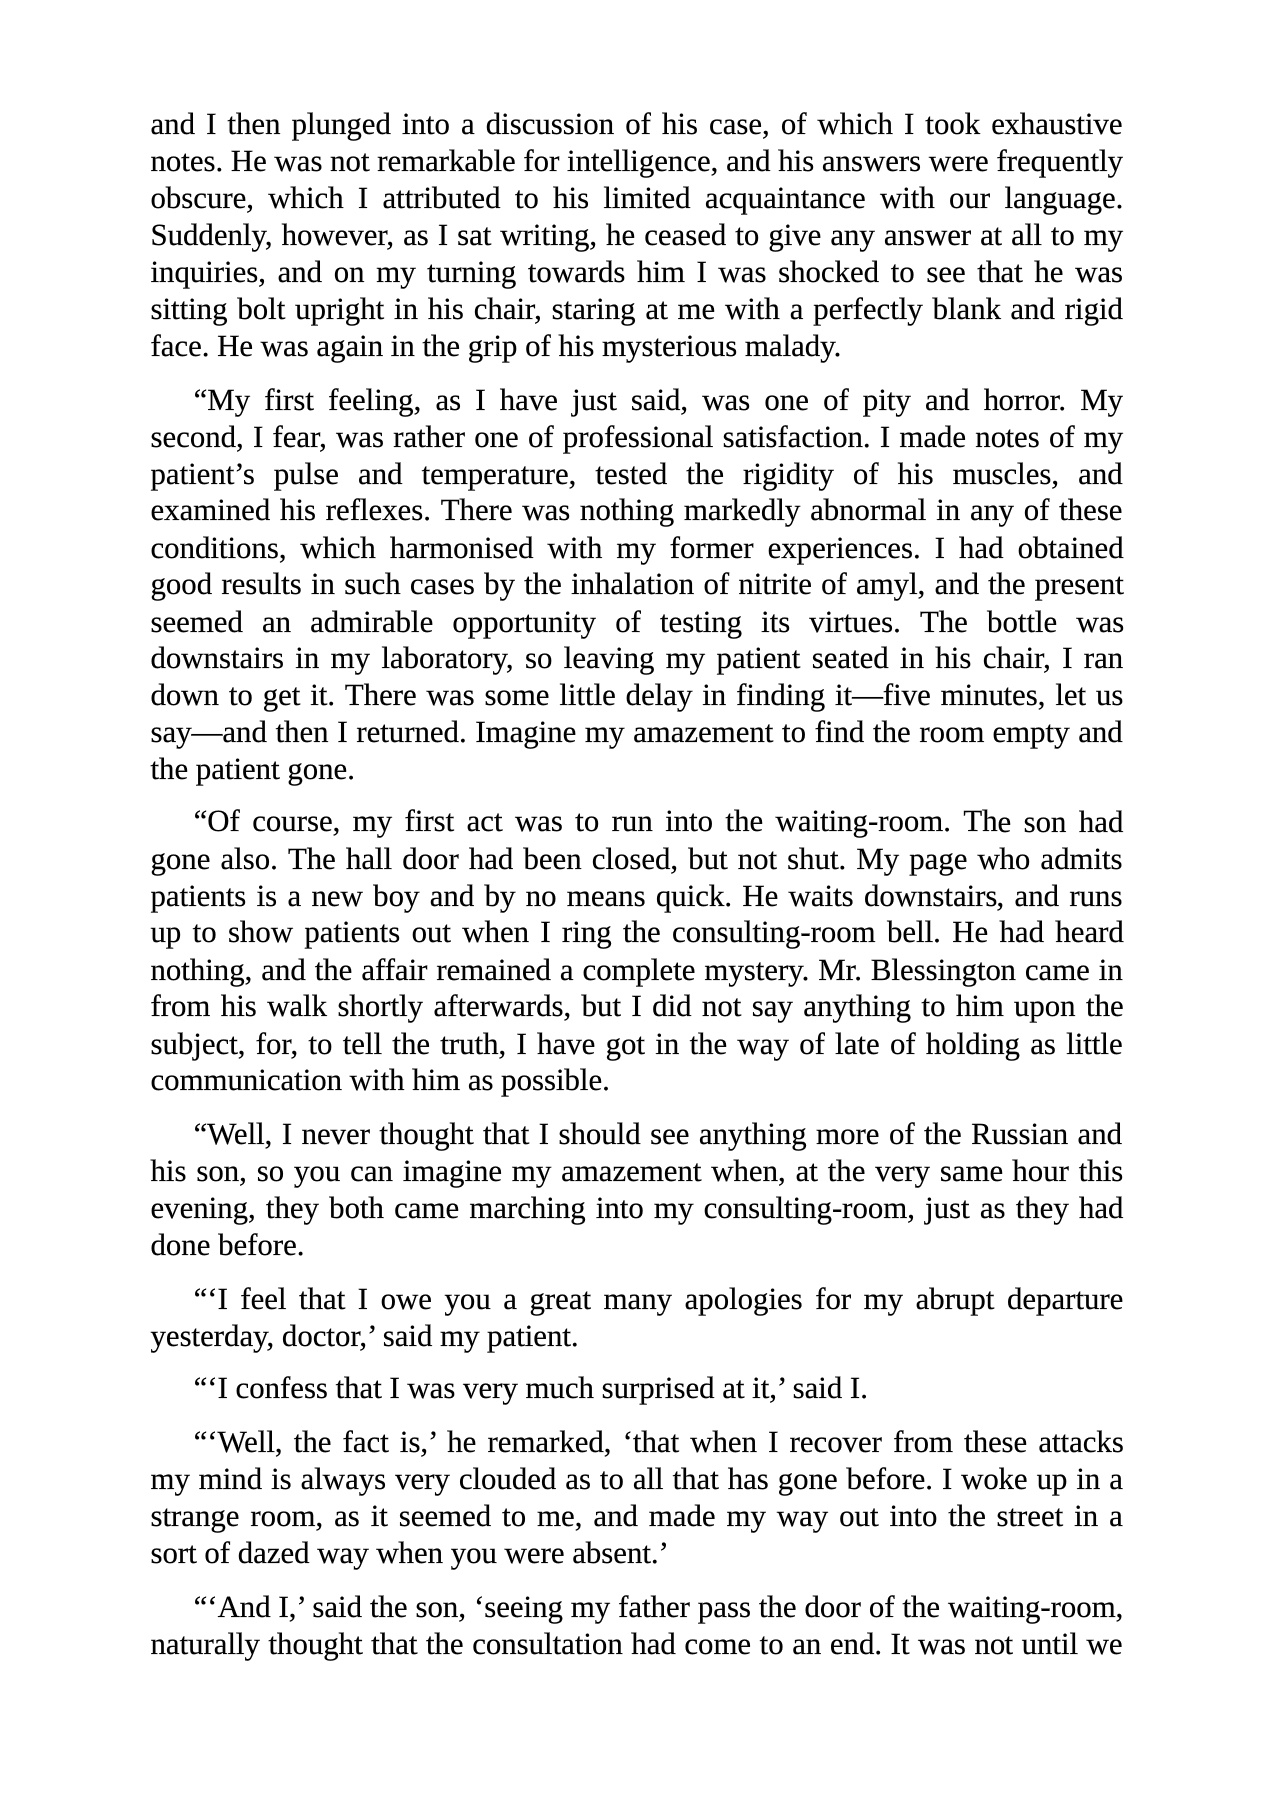 and I then plunged into a discussion of his case, of which I took exhaustive
notes. He was not remarkable for intelligence, and his answers were frequently
obscure, which I attributed to his limited acquaintance with our language.
Suddenly, however, as I sat writing, he ceased to give any answer at all to my
inquiries, and on my turning towards him I was shocked to see that he was
sitting bolt upright in his chair, staring at me with a perfectly blank and rigid
face. He was again in the grip of his mysterious malady.
“My first feeling, as I have just said, was one of pity and horror. My
second, I fear, was rather one of professional satisfaction. I made notes of my
patient’s pulse and temperature, tested the rigidity of his muscles, and
examined his reflexes. There was nothing markedly abnormal in any of these
conditions, which harmonised with my former experiences. I had obtained
good results in such cases by the inhalation of nitrite of amyl, and the present
seemed an admirable opportunity of testing its virtues. The bottle was
downstairs in my laboratory, so leaving my patient seated in his chair, I ran
down to get it. There was some little delay in finding it—five minutes, let us
say—and then I returned. Imagine my amazement to find the room empty and
the patient gone.
“Of course, my first act was to run into the waiting-room. The son had
gone also. The hall door had been closed, but not shut. My page who admits
patients is a new boy and by no means quick. He waits downstairs, and runs
up to show patients out when I ring the consulting-room bell. He had heard
nothing, and the affair remained a complete mystery. Mr. Blessington came in
from his walk shortly afterwards, but I did not say anything to him upon the
subject, for, to tell the truth, I have got in the way of late of holding as little
communication with him as possible.
“Well, I never thought that I should see anything more of the Russian and
his son, so you can imagine my amazement when, at the very same hour this
evening, they both came marching into my consulting-room, just as they had
done before.
“‘I feel that I owe you a great many apologies for my abrupt departure
yesterday, doctor,’ said my patient.
“‘I confess that I was very much surprised at it,’ said I.
“‘Well, the fact is,’ he remarked, ‘that when I recover from these attacks
my mind is always very clouded as to all that has gone before. I woke up in a
strange room, as it seemed to me, and made my way out into the street in a
sort of dazed way when you were absent.’
“‘And I,’ said the son, ‘seeing my father pass the door of the waiting-room,
naturally thought that the consultation had come to an end. It was not until we